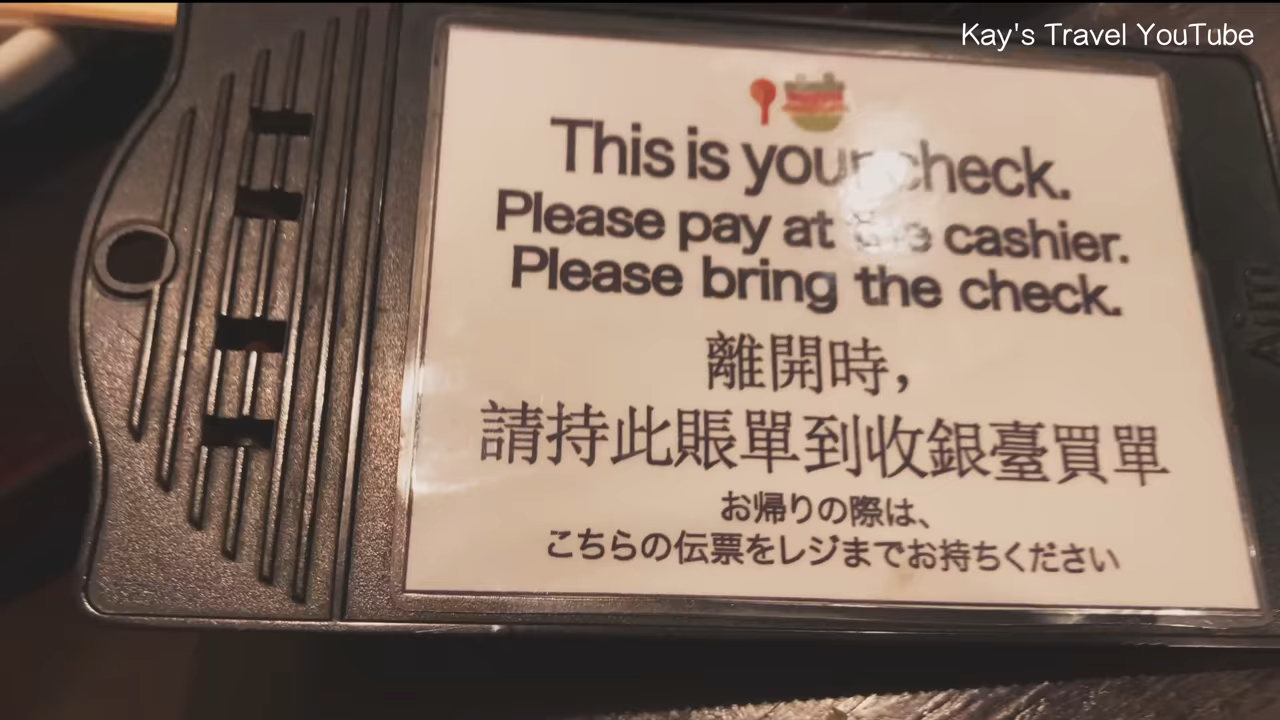 Kay's Travel YouTube
This is your check.
Please pay at the cashier.
Please bring the check.
離開時，
請持此賬單到收銀臺買單
お帰りの際は、
こちらの伝票をレジまでお持ちください